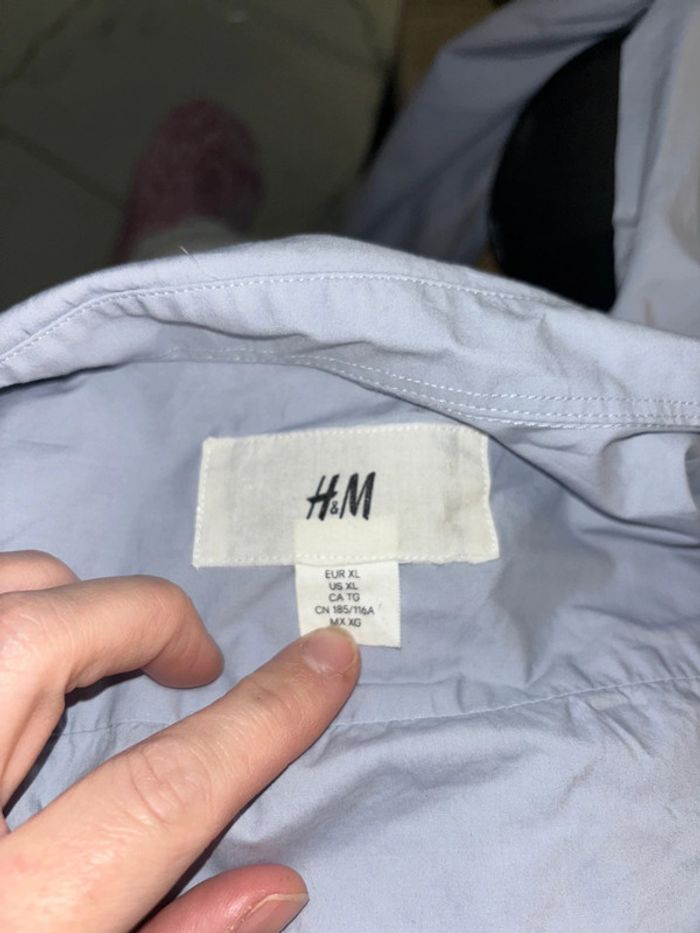 H&M
EUR XL
US XL
CA TG
CN 185/116A
MX XG